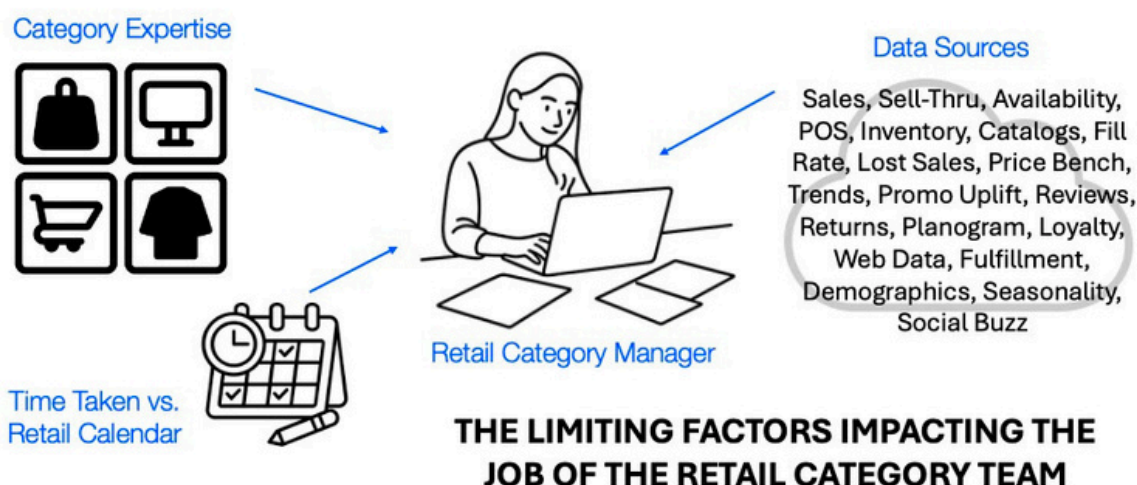 Category Expertise
Data Sources
Sales, Sell-Thru, Availability,
POS, Inventory, Catalogs, Fill
Rate, Lost Sales, Price Bench,
Trends, Promo Uplift, Reviews,
Returns, Planogram, Loyalty,
Web Data, Fulfillment,
Demographics, Seasonality,
Social Buzz
Retail Category Manager
Time Taken vs.
Retail Calendar
THE LIMITING FACTORS IMPACTING THE
JOB OF THE RETAIL CATEGORY TEAM